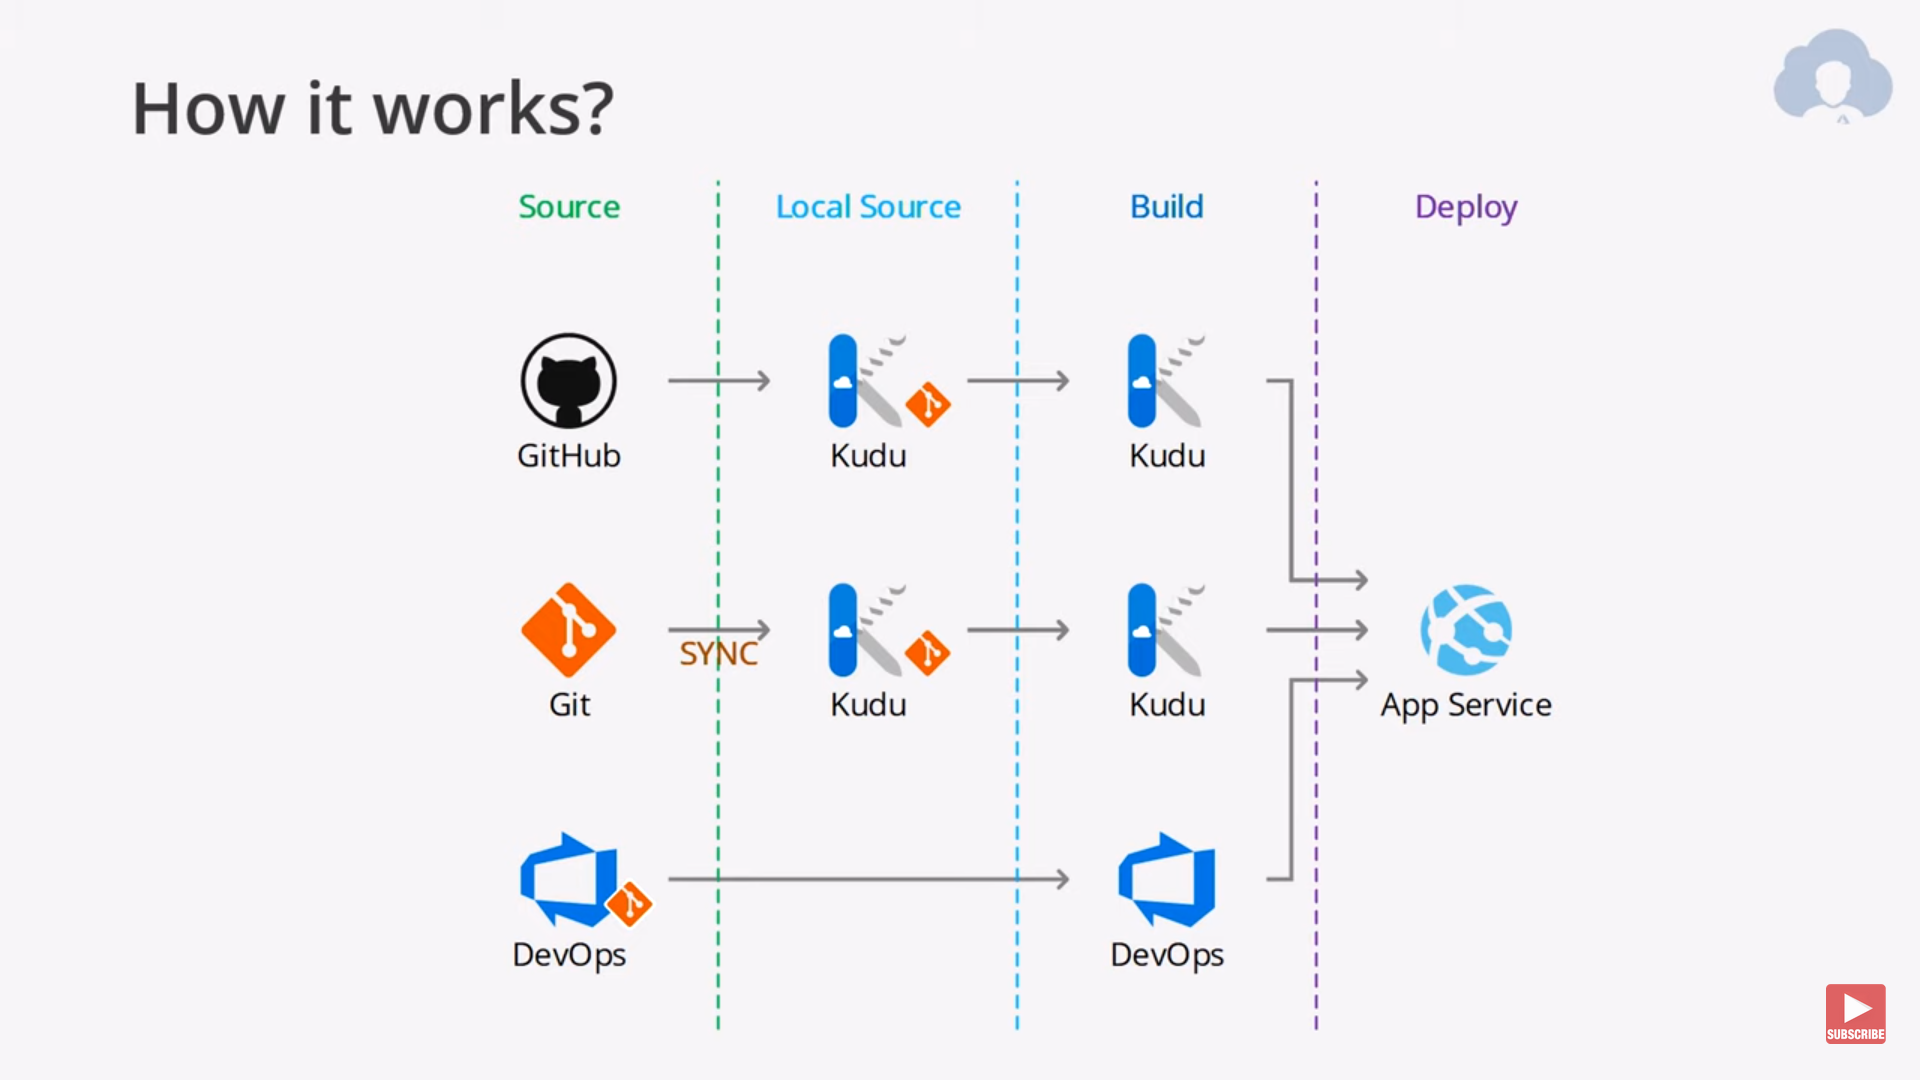 How it works?
Source
Local Source
Build
Deploy
GitHub
Kudu
Kudu
SYNC
Git
Kudu
Kudu
App Service
DevOps
DevOps
SUBSCRIBE